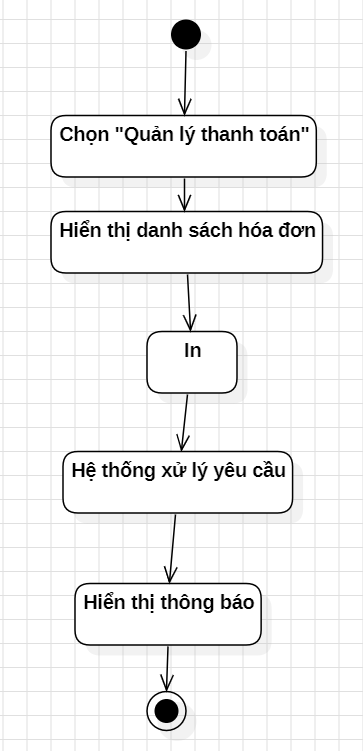 Chọn "Quản lý thanh toán"
Hiển thị danh sách hóa đơn
In
Hệ thống xử lý yêu cầu
Hiển thị thông báo